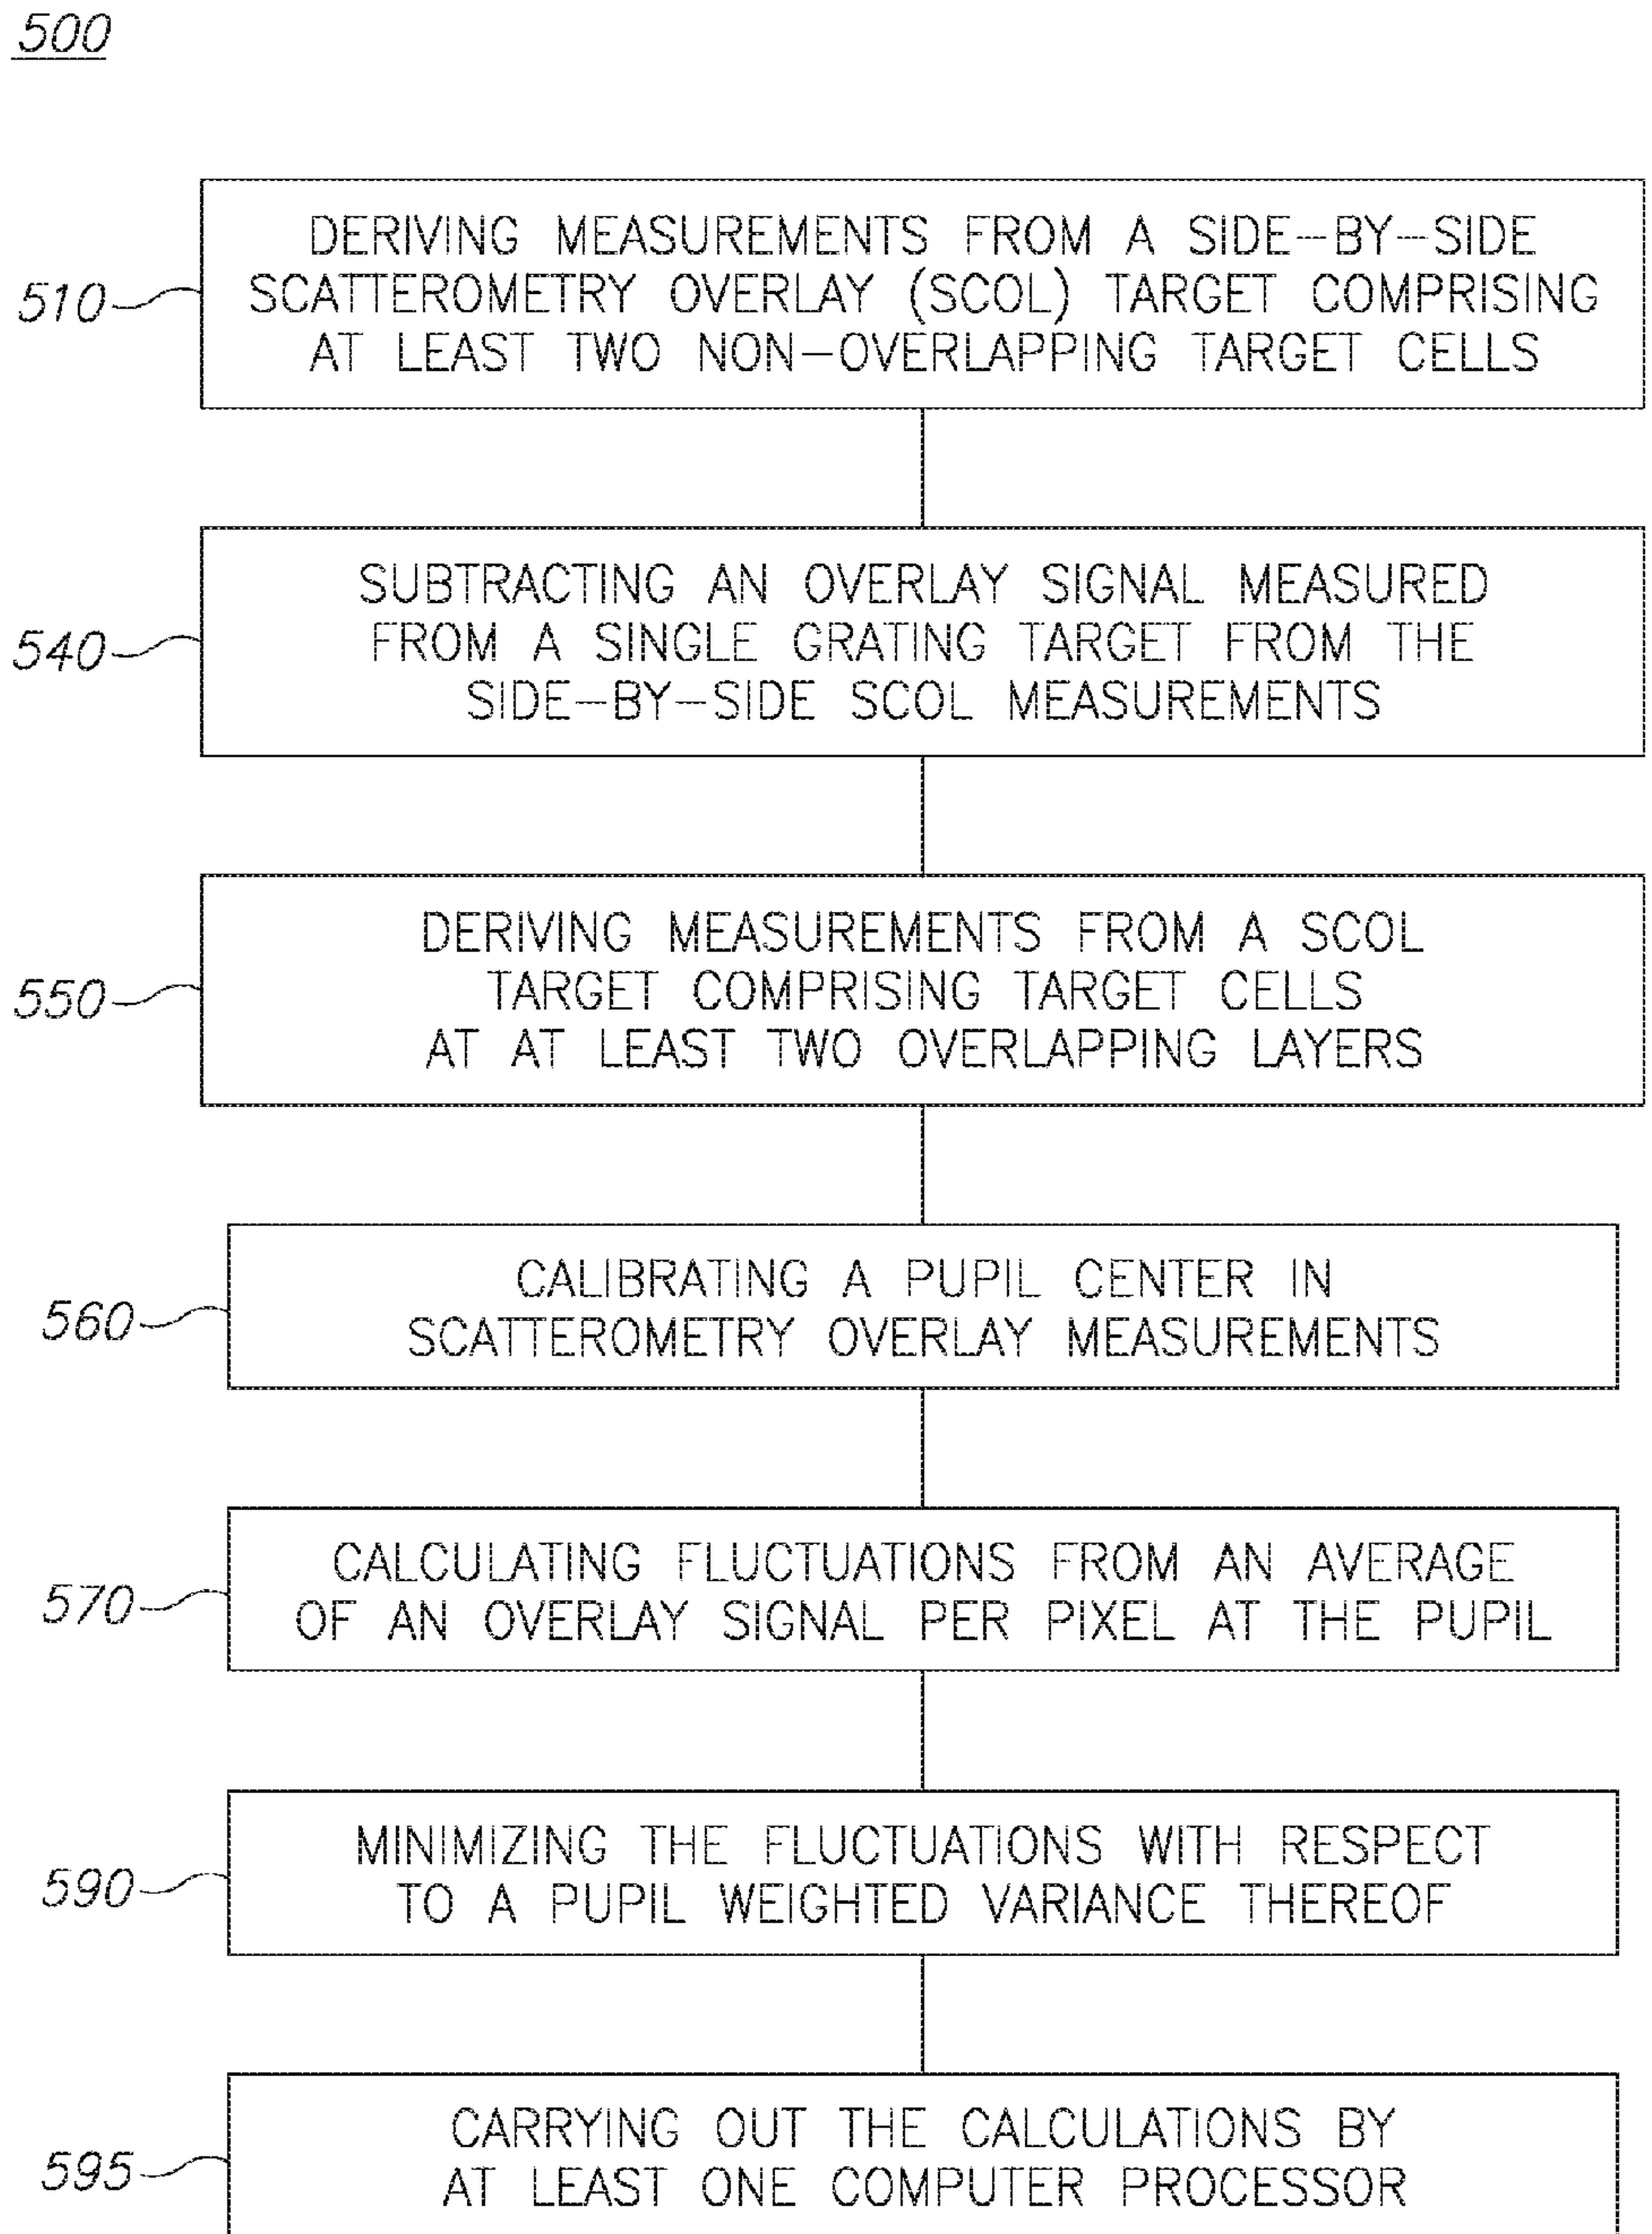 500
510
DERIVING MEASUREMENTS FROM A SIDE-BY-SIDE
SCATTEROMETRY OVERLAY (SCOL) TARGET COMPRISING
AT LEAST TWO NON-OVERLAPPING TARGET CELLS
540
SUBTRACTING AN OVERLAY SIGNAL MEASURED
FROM A SINGLE GRATING TARGET FROM THE
SIDE-BY-SIDE SCOL MEASUREMENTS
550
DERIVING MEASUREMENTS FROM A SCOL
TARGET COMPRISING TARGET CELLS
AT AT LEAST TWO OVERLAPPING LAYERS
560
CALIBRATING A PUPIL CENTER IN
SCATTEROMETRY OVERLAY MEASUREMENTS
570
CALCULATING FLUCTUATIONS FROM AN AVERAGE
OF AN OVERLAY SIGNAL PER PIXEL AT THE PUPIL
590
MINIMIZING THE FLUCTUATIONS WITH RESPECT
TO A PUPIL WEIGHTED VARIANCE THEREOF
595
CARRYING OUT THE CALCULATIONS BY
AT LEAST ONE COMPUTER PROCESSOR